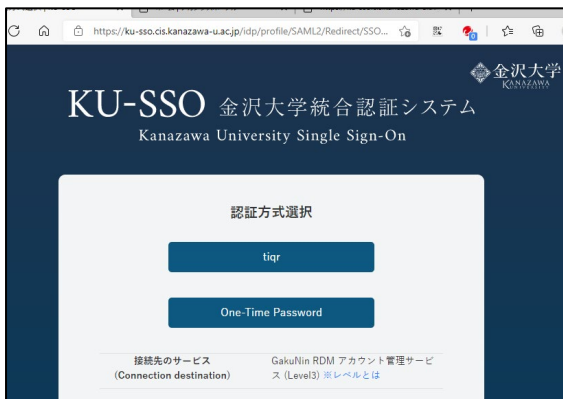 https://ku-sso.cis.kanazawa-u.ac.jp/idp/profile/SAML2/Redirect/SSO...
金沢大学
KANAZAWA
UNIVERSITY
KU-SSO 金沢大学統合認証システム
Kanazawa University Single Sign-On
認証方式選択
tiqr
One-Time Password
接続先のサービス
(Connection destination)
GakuNin RDM アカウント管理サービ
ス (Level3) ※レベルとは